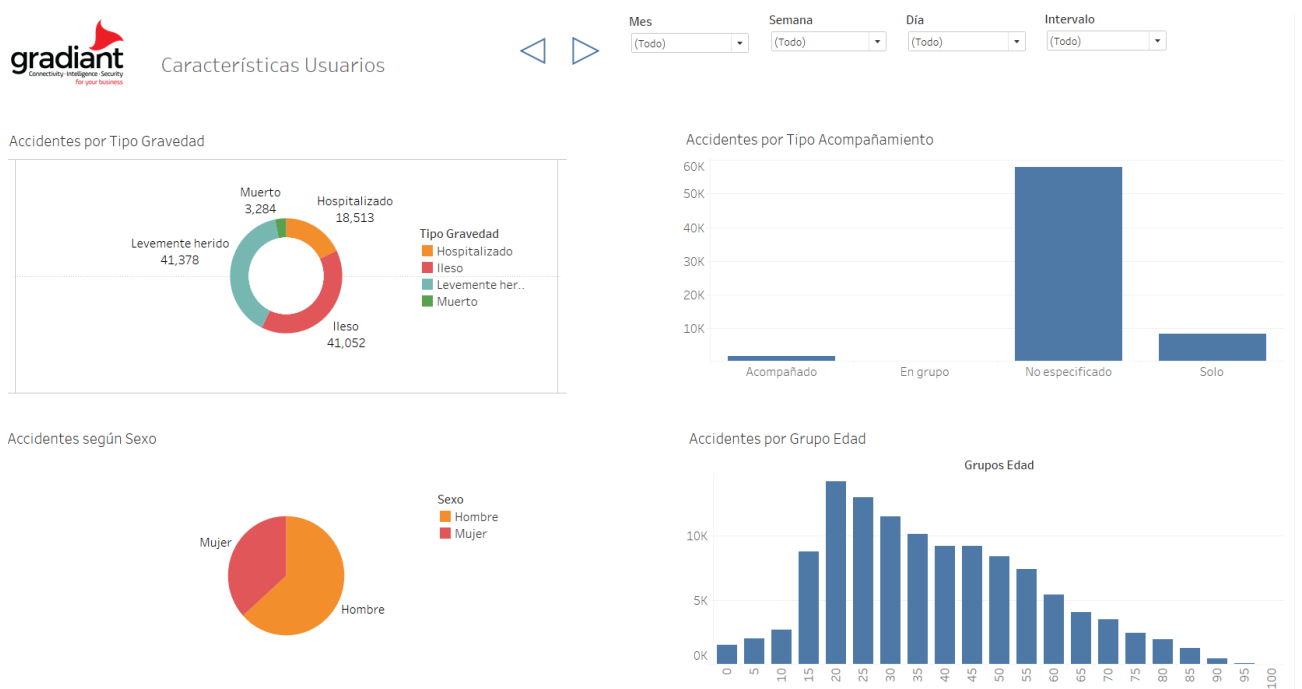 gradiant
Connectivity · Intelligence · Security
for your business
Características Usuarios
Mes
(Todo)
Semana
(Todo)
Día
(Todo)
Intervalo
(Todo)
Accidentes por Tipo Gravedad
Muerto
3,284
Hospitalizado
18,513
Levemente herido
41,378
Ileso
41,052
Tipo Gravedad
Hospitalizado
Ileso
Levemente her..
Muerto
Accidentes por Tipo Acompañamiento
60K
50K
40K
30K
20K
10K
Acompañado
En grupo
No especificado
Solo
Accidentes según Sexo
Mujer
Hombre
Sexo
Hombre
Mujer
Accidentes por Grupo Edad
Grupos Edad
10K
5K
0K
0
5
10
15
20
25
30
35
40
45
50
55
60
65
70
75
80
85
90
95
100